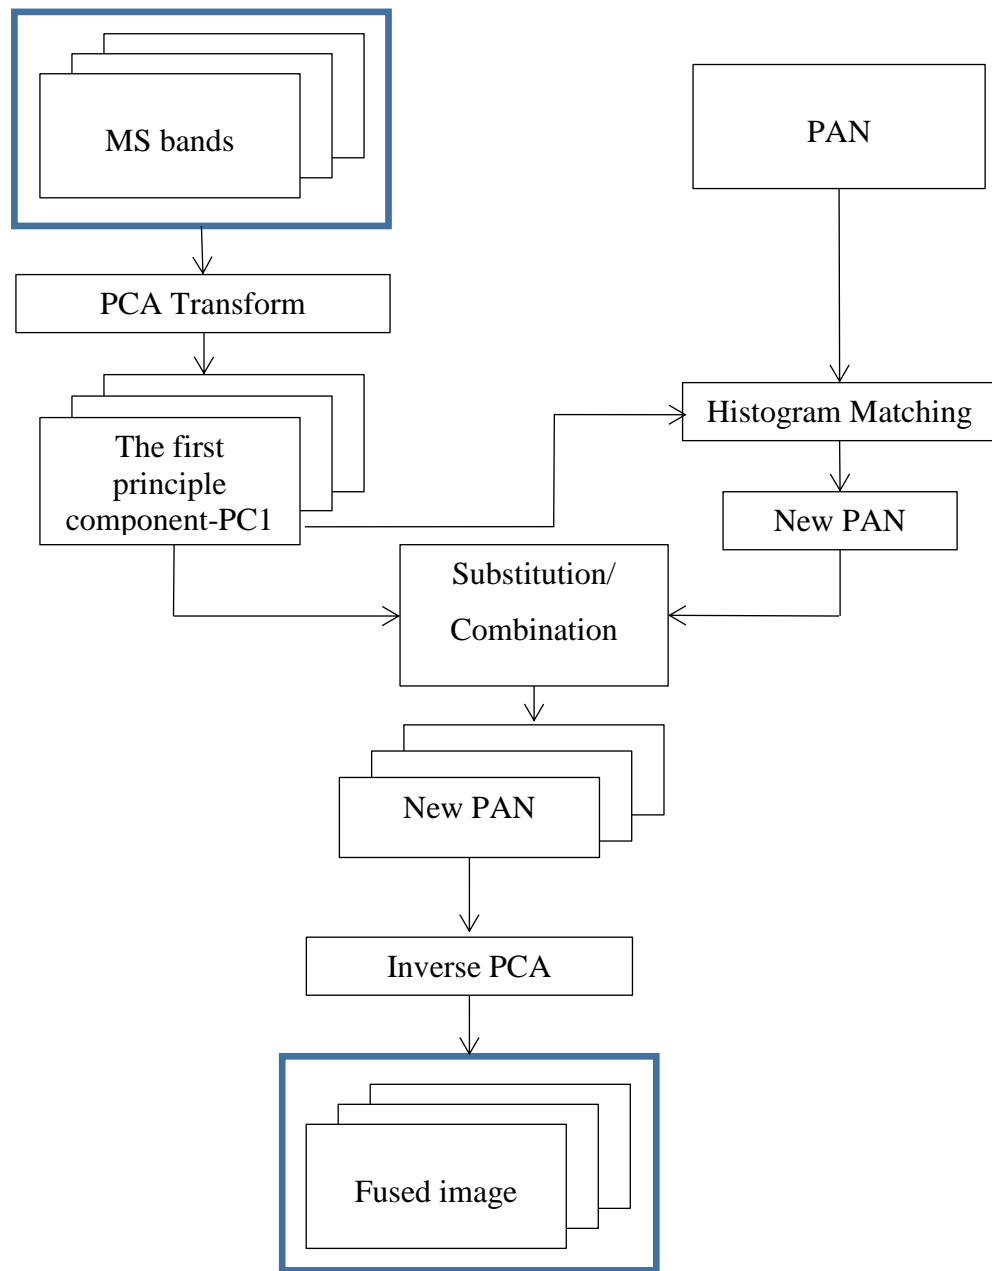 MS bands
PAN
PCA Transform
The first
principle
component-PC1
Histogram Matching
New PAN
Substitution/
Combination
New PAN
Inverse PCA
Fused image